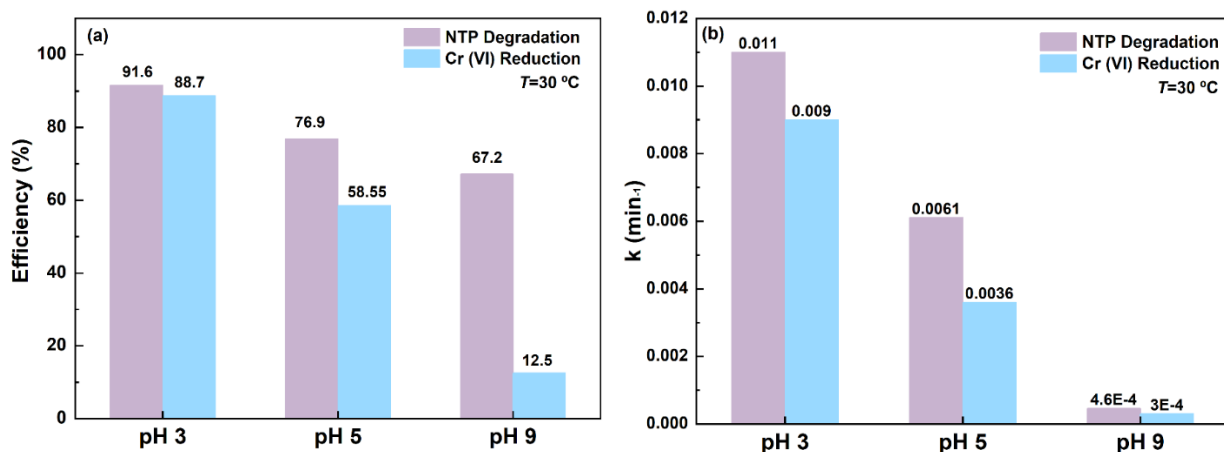 (a)
NTP Degradation
Cr (VI) Reduction
T=30 ºC
Efficiency (%)
100
80
60
40
20
0
91.6
88.7
76.9
58.55
67.2
12.5
pH 3
pH 5
pH 9
(b)
NTP Degradation
Cr (VI) Reduction
T=30 ºC
k (min-1)
0.012
0.010
0.008
0.006
0.004
0.002
0.000
0.011
0.009
0.0061
0.0036
4.6E-4
3E-4
pH 3
pH 5
pH 9